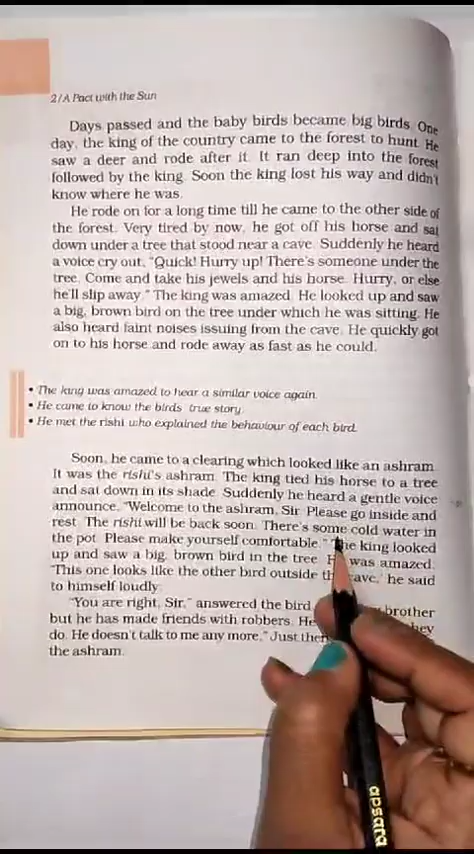 2/A Pact with the Sun
Days passed and the baby birds became big birds. One
day, the king of the country came to the forest to hunt. He
saw a deer and rode after it. It ran deep into the forest
followed by the king. Soon the king lost his way and didn't
know where he was.
He rode on for a long time till he came to the other side of
the forest. Very tired by now, he got off his horse and sat
down under a tree that stood near a cave. Suddenly he heard
a voice cry out, "Quick! Hurry up! There's someone under the
tree. Come and take his jewels and his horse. Hurry, or else
he'll slip away." The king was amazed. He looked up and saw
a big, brown bird on the tree under which he was sitting. He
also heard faint noises issuing from the cave. He quickly got
on to his horse and rode away as fast as he could.
• The king was amazed to hear a similar voice again.
• He came to know the birds' true story.
• He met the rishi who explained the behaviour of each bird.
Soon, he came to a clearing which looked like an ashram.
It was the rishi's ashram. The king tied his horse to a tree
and sat down in its shade. Suddenly he heard a gentle voice
announce, "Welcome to the ashram, Sir. Please go inside and
rest. The rishi will be back soon. There's some cold water in
the pot. Please make yourself comfortable." The king looked
up and saw a big, brown bird in the tree. He was amazed.
'This one looks like the other bird outside the cave,' he said
to himself loudly.
"You are right, Sir," answered the bird. brother
but he has made friends with robbers. He
do. He doesn't talk to me any more." Just then
the ashram.
apsara